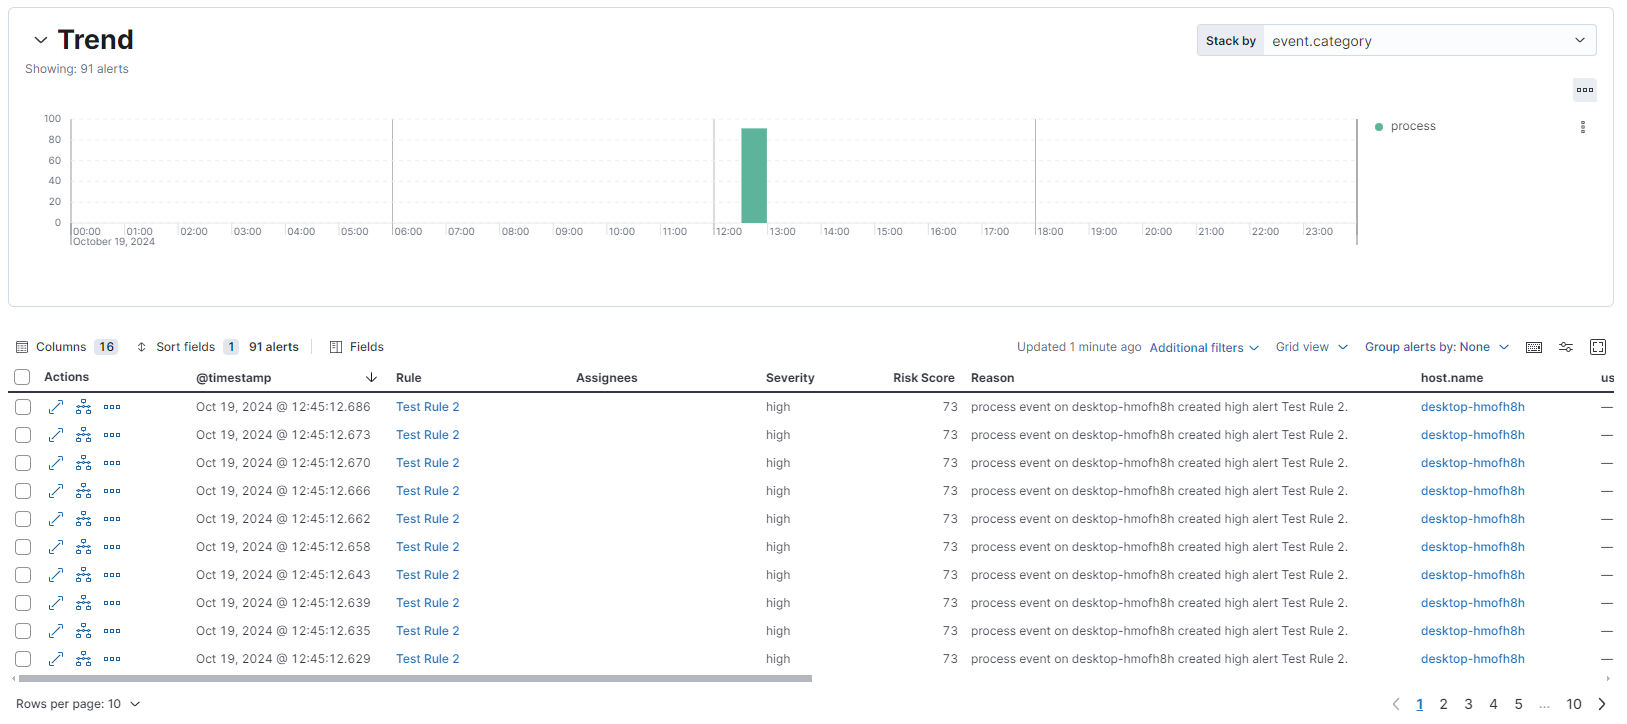 Trend
Stack by event.category
Showing: 91 alerts
100
80
60
40
20
0
process
00:00 01:00 02:00 03:00 04:00 05:00 06:00 07:00 08:00 09:00 10:00 11:00 12:00 13:00 14:00 15:00 16:00 17:00 18:00 19:00 20:00 21:00 22:00 23:00
October 19, 2024
Columns 16 Sort fields 1 91 alerts Fields Updated 1 minute ago Additional filters Grid view Group alerts by: None
Actions @timestamp Rule Assignees Severity Risk Score Reason host.name us
Oct 19, 2024 @ 12:45:12.686 Test Rule 2 high 73 process event on desktop-hmofh8h created high alert Test Rule 2. desktop-hmofh8h —
Oct 19, 2024 @ 12:45:12.673 Test Rule 2 high 73 process event on desktop-hmofh8h created high alert Test Rule 2. desktop-hmofh8h —
Oct 19, 2024 @ 12:45:12.670 Test Rule 2 high 73 process event on desktop-hmofh8h created high alert Test Rule 2. desktop-hmofh8h —
Oct 19, 2024 @ 12:45:12.666 Test Rule 2 high 73 process event on desktop-hmofh8h created high alert Test Rule 2. desktop-hmofh8h —
Oct 19, 2024 @ 12:45:12.662 Test Rule 2 high 73 process event on desktop-hmofh8h created high alert Test Rule 2. desktop-hmofh8h —
Oct 19, 2024 @ 12:45:12.658 Test Rule 2 high 73 process event on desktop-hmofh8h created high alert Test Rule 2. desktop-hmofh8h —
Oct 19, 2024 @ 12:45:12.643 Test Rule 2 high 73 process event on desktop-hmofh8h created high alert Test Rule 2. desktop-hmofh8h —
Oct 19, 2024 @ 12:45:12.639 Test Rule 2 high 73 process event on desktop-hmofh8h created high alert Test Rule 2. desktop-hmofh8h —
Oct 19, 2024 @ 12:45:12.635 Test Rule 2 high 73 process event on desktop-hmofh8h created high alert Test Rule 2. desktop-hmofh8h —
Oct 19, 2024 @ 12:45:12.629 Test Rule 2 high 73 process event on desktop-hmofh8h created high alert Test Rule 2. desktop-hmofh8h —
Rows per page: 10 1 2 3 4 5 ... 10